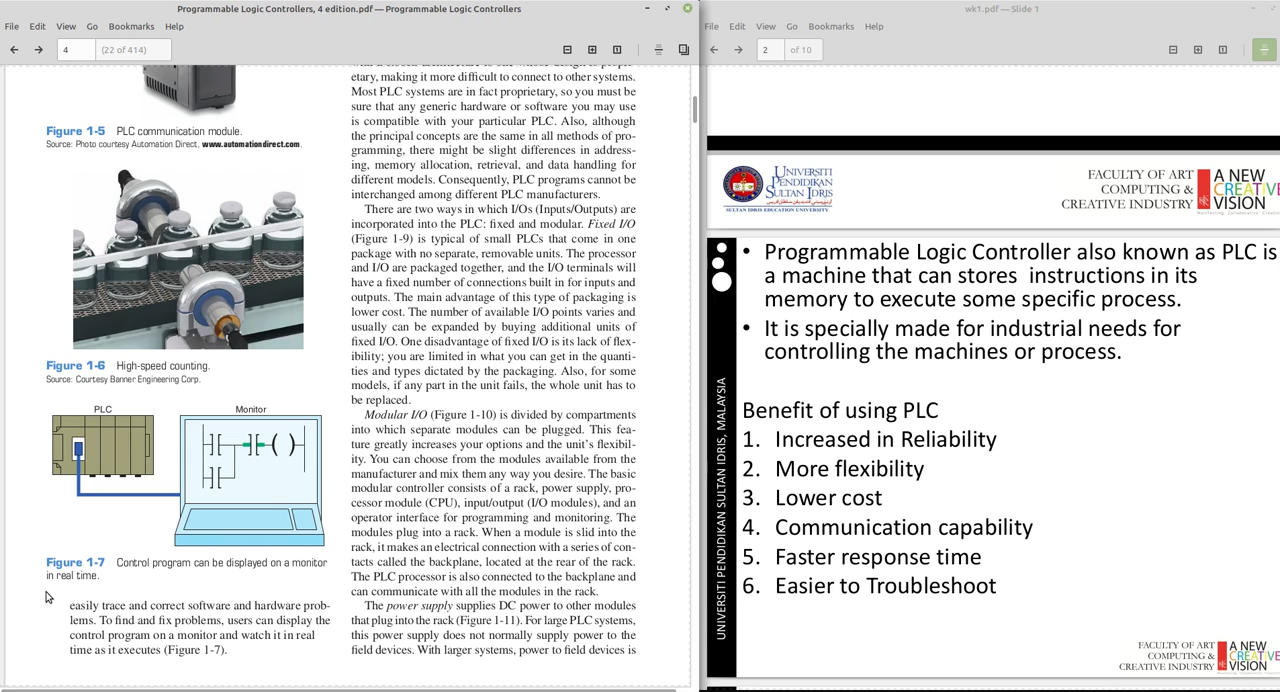 Programmable Logic Controllers, 4 edition.pdf — Programmable Logic Controllers
File Edit View Go Bookmarks Help
4 (22 of 414)
Figure 1-5 PLC communication module.
Source: Photo courtesy Automation Direct, www.automationdirect.com.
Figure 1-6 High-speed counting.
Source: Courtesy Banner Engineering Corp.
PLC
Monitor
Figure 1-7 Control program can be displayed on a monitor
in real time.
easily trace and correct software and hardware prob-
lems. To find and fix problems, users can display the
control program on a monitor and watch it in real
time as it executes (Figure 1-7).
etary, making it more difficult to connect to other systems.
Most PLC systems are in fact proprietary, so you must be
sure that any generic hardware or software you may use
is compatible with your particular PLC. Also, although
the principal concepts are the same in all methods of pro-
gramming, there might be slight differences in address-
ing, memory allocation, retrieval, and data handling for
different models. Consequently, PLC programs cannot be
interchanged among different PLC manufacturers.
There are two ways in which I/Os (Inputs/Outputs) are
incorporated into the PLC: fixed and modular. Fixed I/O
(Figure 1-9) is typical of small PLCs that come in one
package with no separate, removable units. The processor
and I/O are packaged together, and the I/O terminals will
have a fixed number of connections built in for inputs and
outputs. The main advantage of this type of packaging is
lower cost. The number of available I/O points varies and
usually can be expanded by buying additional units of
fixed I/O. One disadvantage of fixed I/O is its lack of flex-
ibility; you are limited in what you can get in the quanti-
ties and types dictated by the packaging. Also, for some
models, if any part in the unit fails, the whole unit has to
be replaced.
Modular I/O (Figure 1-10) is divided by compartments
into which separate modules can be plugged. This fea-
ture greatly increases your options and the unit's flexibil-
ity. You can choose from the modules available from the
manufacturer and mix them any way you desire. The basic
modular controller consists of a rack, power supply, pro-
cessor module (CPU), input/output (I/O modules), and an
operator interface for programming and monitoring. The
modules plug into a rack. When a module is slid into the
rack, it makes an electrical connection with a series of con-
tacts called the backplane, located at the rear of the rack.
The PLC processor is also connected to the backplane and
can communicate with all the modules in the rack.
The power supply supplies DC power to other modules
that plug into the rack (Figure 1-11). For large PLC systems,
this power supply does not normally supply power to the
field devices. With larger systems, power to field devices is
wk1.pdf — Slide 1
File Edit View Go Bookmarks Help
2 of 10
UNIVERSITI
PENDIDIKAN
SULTAN IDRIS
SULTAN IDRIS EDUCATION UNIVERSITY
FACULTY OF ART
COMPUTING &
CREATIVE INDUSTRY
A NEW
CREATIVE
VISION
• Programmable Logic Controller also known as PLC is
a machine that can stores instructions in its
memory to execute some specific process.
• It is specially made for industrial needs for
controlling the machines or process.
Benefit of using PLC
1. Increased in Reliability
2. More flexibility
3. Lower cost
4. Communication capability
5. Faster response time
6. Easier to Troubleshoot
UNIVERSITI PENDIDIKAN SULTAN IDRIS, MALAYSIA
FACULTY OF ART
COMPUTING &
CREATIVE INDUSTRY
A NEW
CREATIVE
VISION